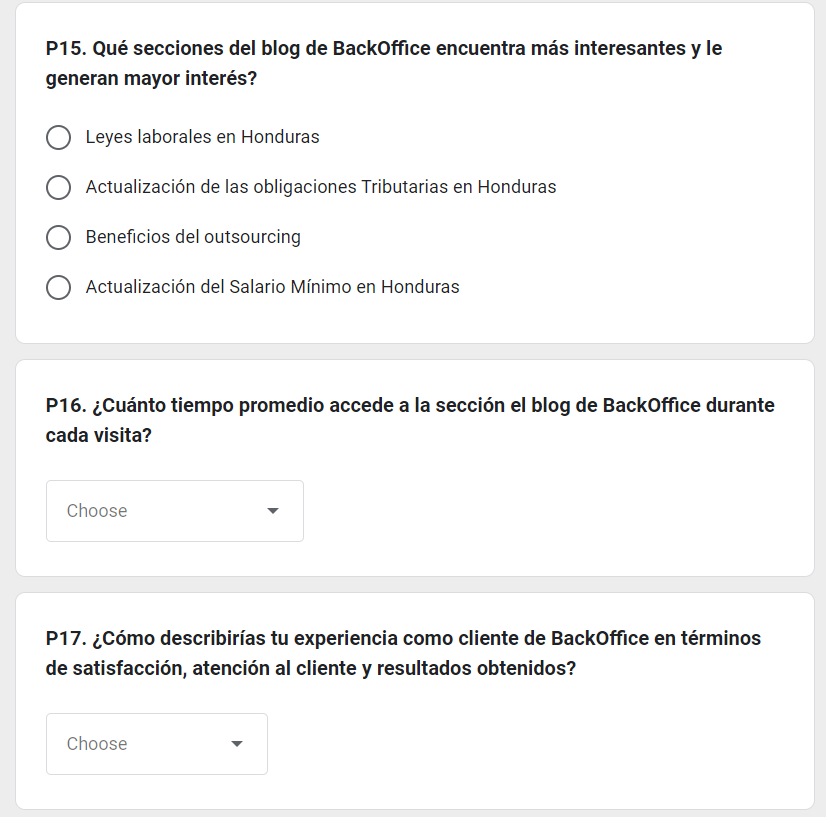 P15. Qué secciones del blog de BackOffice encuentra más interesantes y le
generan mayor interés?
Leyes laborales en Honduras
Actualización de las obligaciones Tributarias en Honduras
Beneficios del outsourcing
Actualización del Salario Mínimo en Honduras
P16. ¿Cuánto tiempo promedio accede a la sección el blog de BackOffice durante
cada visita?
Choose
P17. ¿Cómo describirías tu experiencia como cliente de BackOffice en términos
de satisfacción, atención al cliente y resultados obtenidos?
Choose